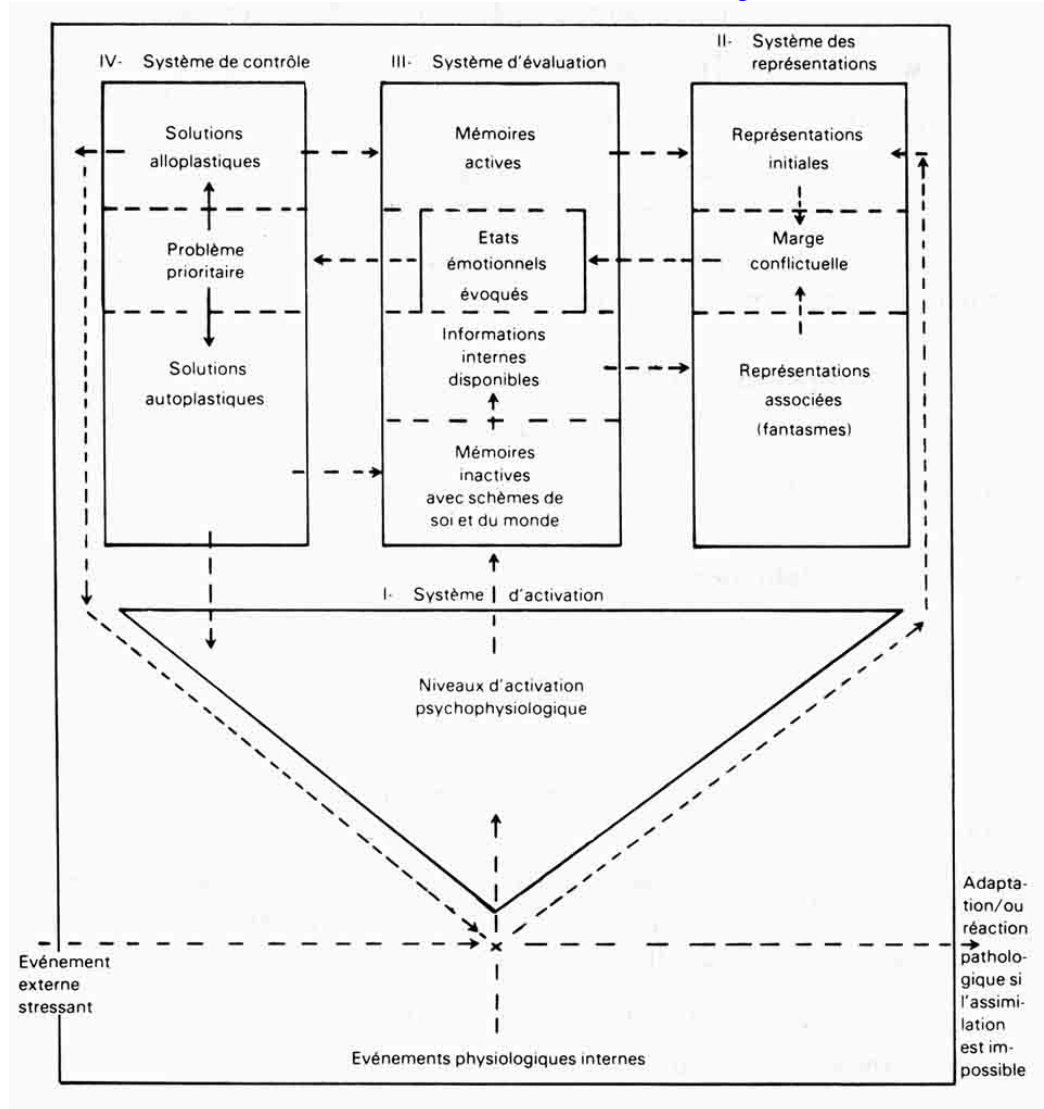 IV- Système de contrôle
Solutions
alloplastiques
Problème
prioritaire
Solutions
autoplastiques
III- Système d'évaluation
Mémoires
actives
Etats
émotionnels
évoqués
Informations
internes
disponibles
Mémoires
inactives
avec schèmes de
soi et du monde
II- Système des
représentations
Représentations
initiales
Marge
conflictuelle
Représentations
associées
(fantasmes)
I- Système d'activation
Niveaux d'activation
psychophysiologique
Evénement
externe
stressant
Evénements physiologiques internes
Adapta-
tion/ou
réaction
patholo-
gique si
l'assimi-
lation
est im-
possible